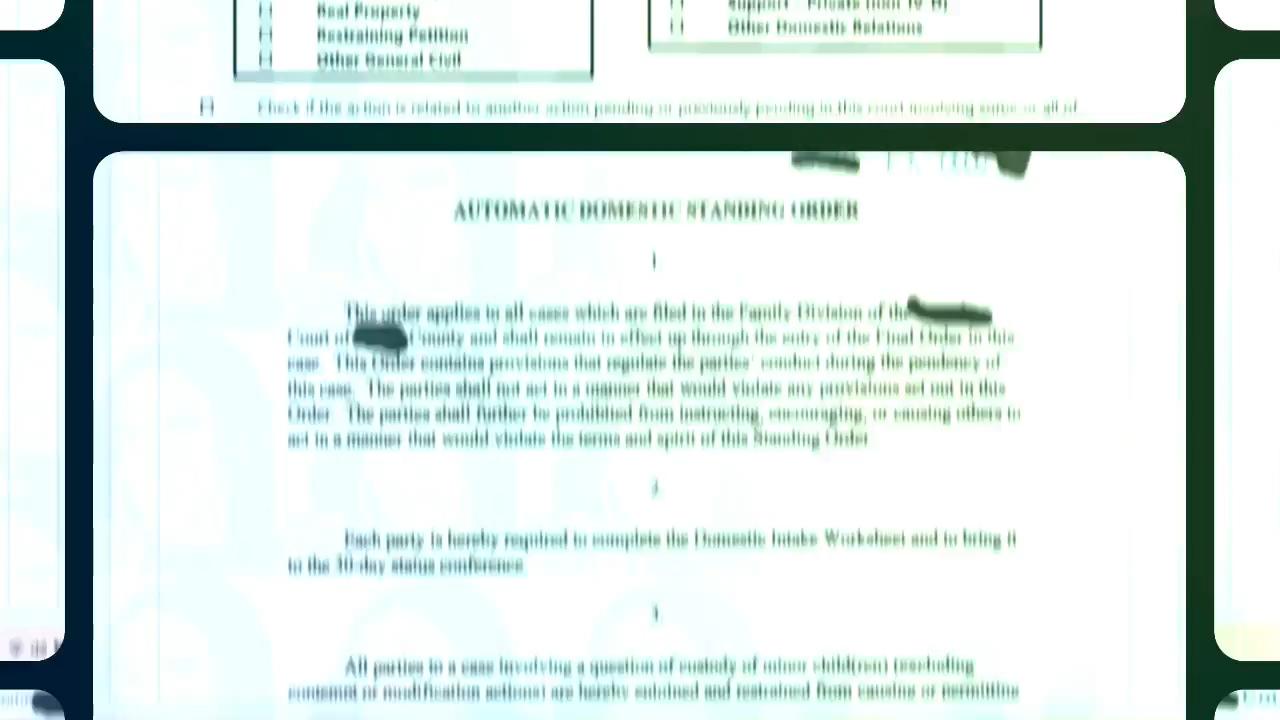 Real Property
Restraining Petition
Other General Civil
Support - Private (non IV-D)
Other Domestic Relations
Check if the action is related to another action pending or previously pending in this court involving some or all of
AUTOMATIC DOMESTIC STANDING ORDER
1
This order applies in all cases which are filed in the Family Division of the
Court of County and shall remain in effect up through the entry of the Final Order in this
case. This Order contains provisions that regulate the parties' conduct during the pendency of
this case. The parties shall not act in a manner that would violate any provisions set out in this
Order. The parties shall further be prohibited from instructing, encouraging, or causing others to
act in a manner that would violate the terms and spirit of this Standing Order
2
Each party is hereby required to complete the Domestic Intake Worksheet and to bring it
to the 30-day status conference
3
All parties in a case involving a question of custody of minor child(ren) (excluding
contempt or modification actions) are hereby enjoined and restrained from causing or permitting